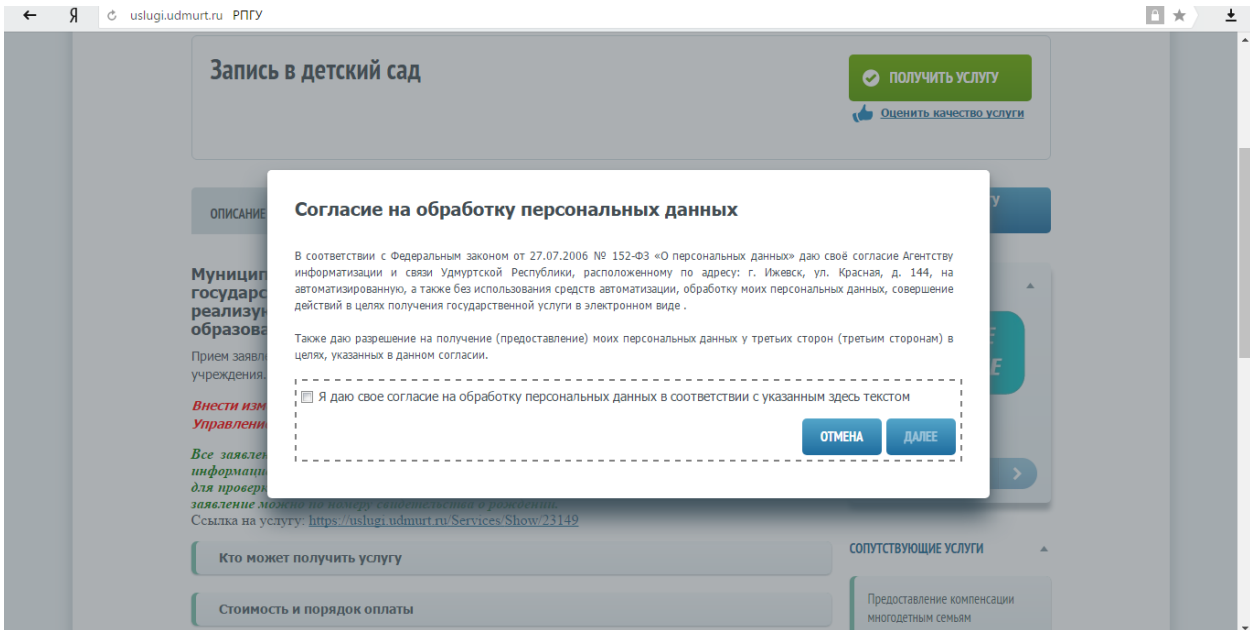 uslugi.udmurt.ru РПГУ
Запись в детский сад
ПОЛУЧИТЬ УСЛУГУ
Оценить качество услуги
ОПИСАНИЕ
Согласие на обработку персональных данных
В соответствии с Федеральным законом от 27.07.2006 № 152-ФЗ «О персональных данных» даю своё согласие Агентству
информатизации и связи Удмуртской Республики, расположенному по адресу: г. Ижевск, ул. Красная, д. 144, на
автоматизированную, а также без использования средств автоматизации, обработку моих персональных данных, совершение
действий в целях получения государственной услуги в электронном виде .
Также даю разрешение на получение (предоставление) моих персональных данных у третьих сторон (третьим сторонам) в
целях, указанных в данном согласии.
Я даю свое согласие на обработку персональных данных в соответствии с указанным здесь текстом
ОТМЕНА
ДАЛЕЕ
Муницип
государс
реализую
образова
Прием заявл
учреждения.
Внести изм
Управлени
Все заявлен
информаци
для провер
заявление можно по номеру свидетельства о рождении.
Ссылка на услугу: https://uslugi.udmurt.ru/Services/Show/23149
Кто может получить услугу
Стоимость и порядок оплаты
СОПУТСТВУЮЩИЕ УСЛУГИ
Предоставление компенсации
многодетным семьям